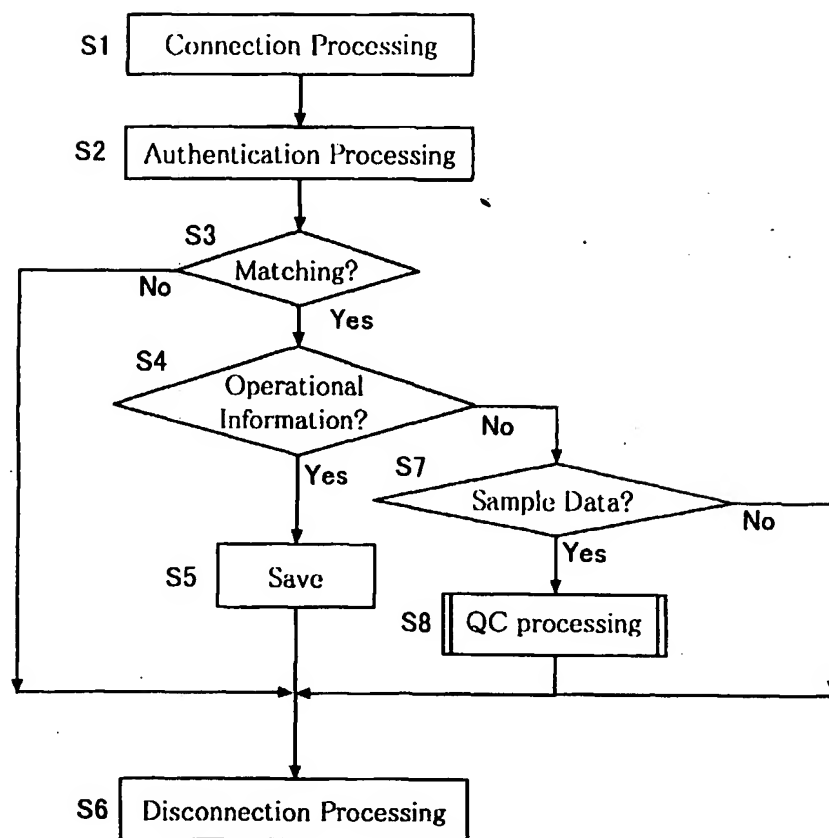 S1 Connection Processing
S2 Authentication Processing
S3
Matching?
No
Yes
S4
Operational
Information?
No
Yes
S7
Sample Data?
No
Yes
S5 Save
S8 QC processing
S6 Disconnection Processing